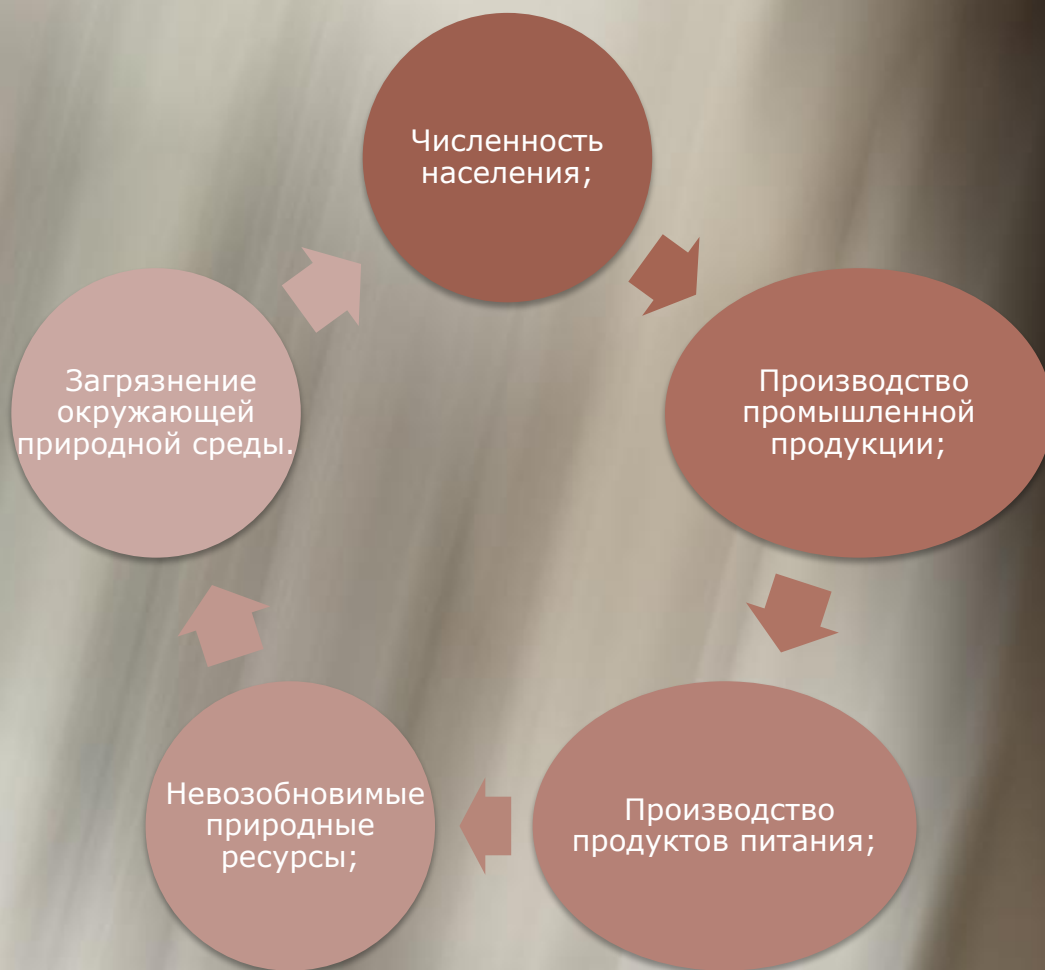 Численность
населения;
Производство
промышленной
продукции;
Производство
продуктов питания;
Невозобновимые
природные
ресурсы;
Загрязнение
окружающей
природной среды.